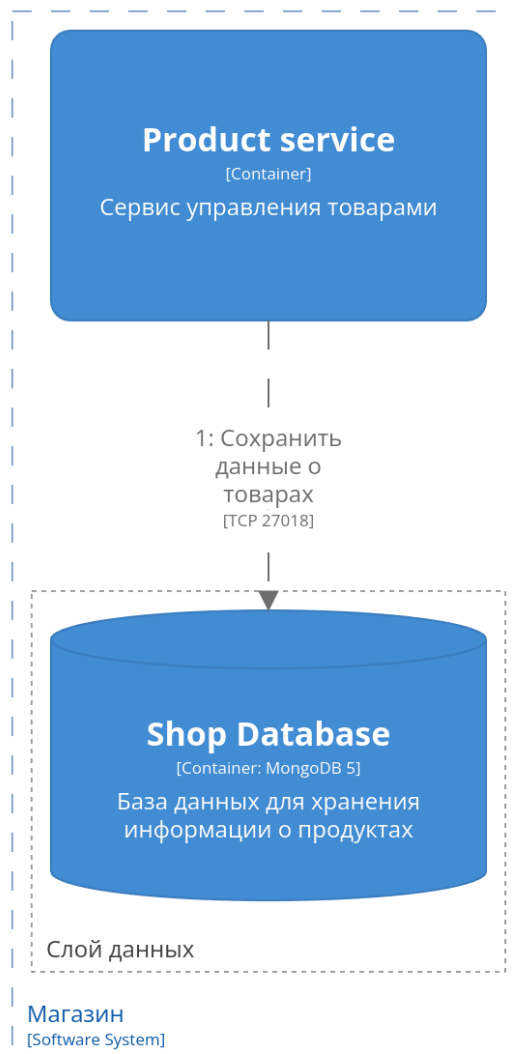 Product service
[Container]
Сервис управления товарами
1: Сохранить
данные о
товарах
[TCP 27018]
Shop Database
[Container: MongoDB 5]
База данных для хранения
информации о продуктах
Слой данных
Магазин
[Software System]